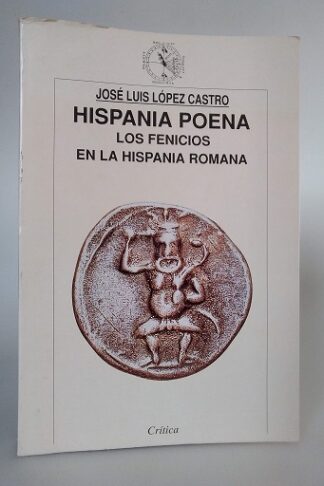 JOSÉ LUIS LÓPEZ CASTRO
HISPANIA POENA
LOS FENICIOS
EN LA HISPANIA ROMANA
Crítica